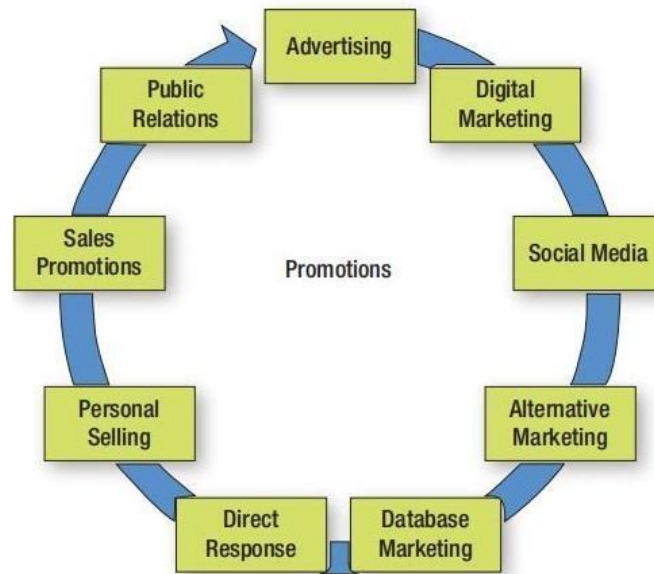 Advertising
Digital
Marketing
Social Media
Alternative
Marketing
Database
Marketing
Direct
Response
Personal
Selling
Sales
Promotions
Public
Relations
Promotions